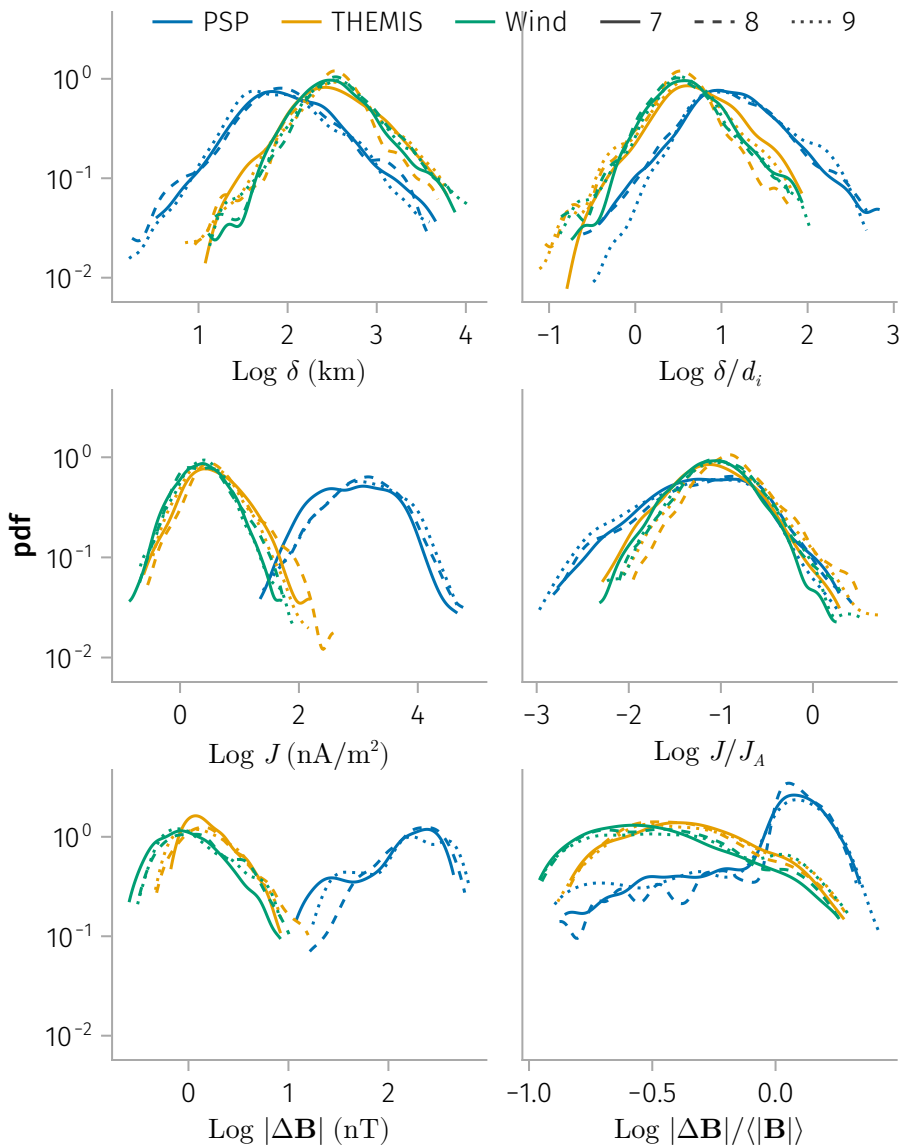 PSP THEMIS Wind 7 8 9
10⁰
10⁻¹
10⁻²
1 2 3 4
−1 0 1 2 3
Log δ (km)
Log δ/dᵢ
10⁰
10⁻¹
10⁻²
pdf
0 2 4
−3 −2 −1 0
Log J (nA/m²)
Log J/J_A
10⁰
10⁻¹
10⁻²
0 1 2
−1.0 −0.5 0.0
Log |ΔB| (nT)
Log |ΔB|/⟨|B|⟩